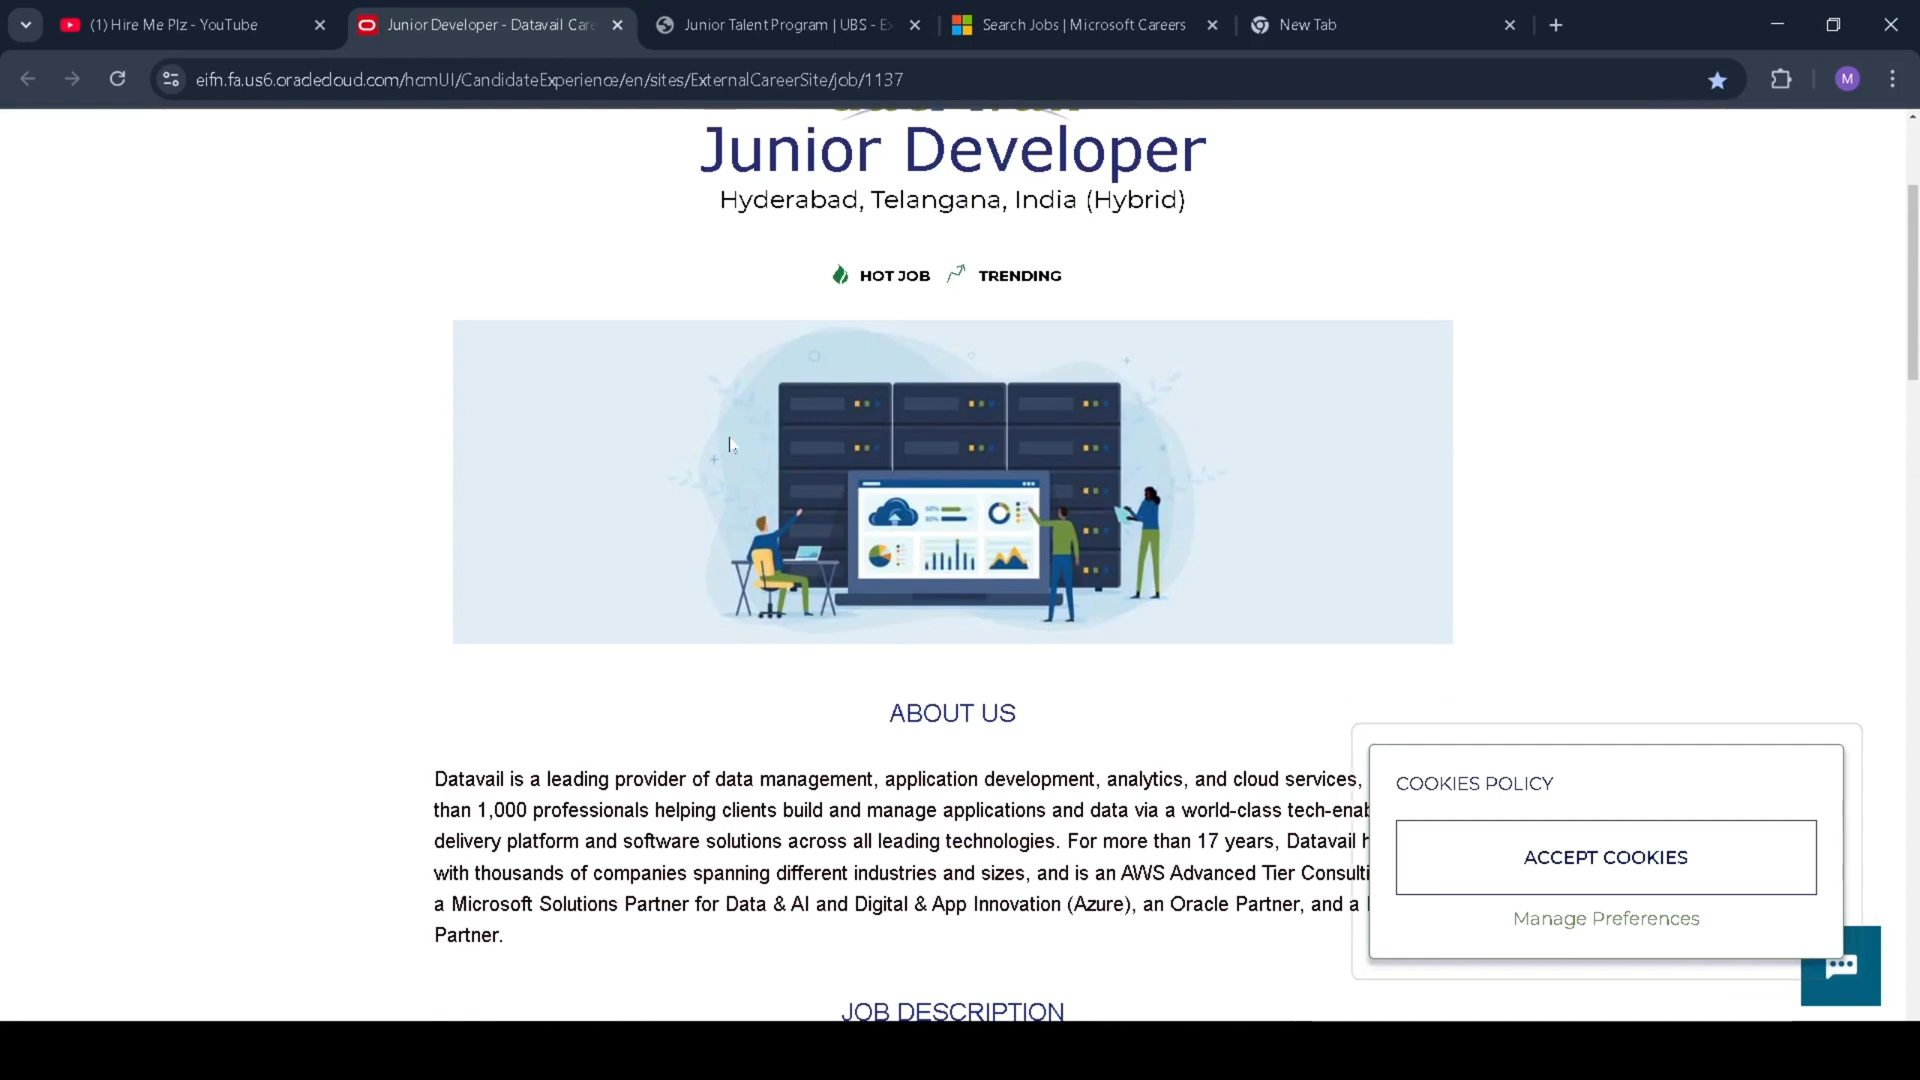 (1) Hire Me Plz - YouTube
Junior Developer - Datavail Care
Junior Talent Program | UBS - Ex
Search Jobs | Microsoft Careers
New Tab
eifn.fa.us6.oraclecloud.com/hcmUI/CandidateExperience/en/sites/ExternalCareerSite/job/1137
M
Junior Developer
Hyderabad, Telangana, India (Hybrid)
HOT JOB TRENDING
60%
80%
ABOUT US
Datavail is a leading provider of data management, application development, analytics, and cloud services,
than 1,000 professionals helping clients build and manage applications and data via a world-class tech-enab
delivery platform and software solutions across all leading technologies. For more than 17 years, Datavail h
with thousands of companies spanning different industries and sizes, and is an AWS Advanced Tier Consulti
a Microsoft Solutions Partner for Data & AI and Digital & App Innovation (Azure), an Oracle Partner, and a
Partner.
COOKIES POLICY
ACCEPT COOKIES
Manage Preferences
JOB DESCRIPTION